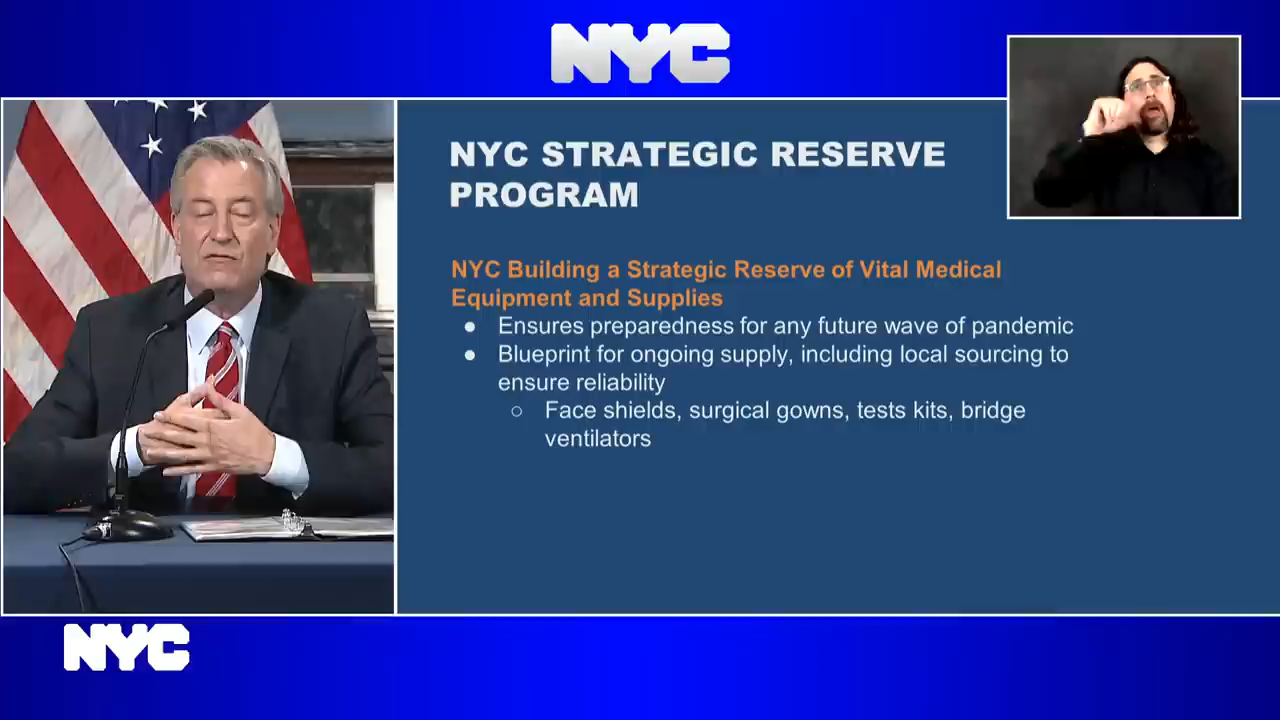 NYC
NYC STRATEGIC RESERVE
PROGRAM
NYC Building a Strategic Reserve of Vital Medical
Equipment and Supplies
● Ensures preparedness for any future wave of pandemic
● Blueprint for ongoing supply, including local sourcing to
ensure reliability
○ Face shields, surgical gowns, tests kits, bridge
ventilators
NYC